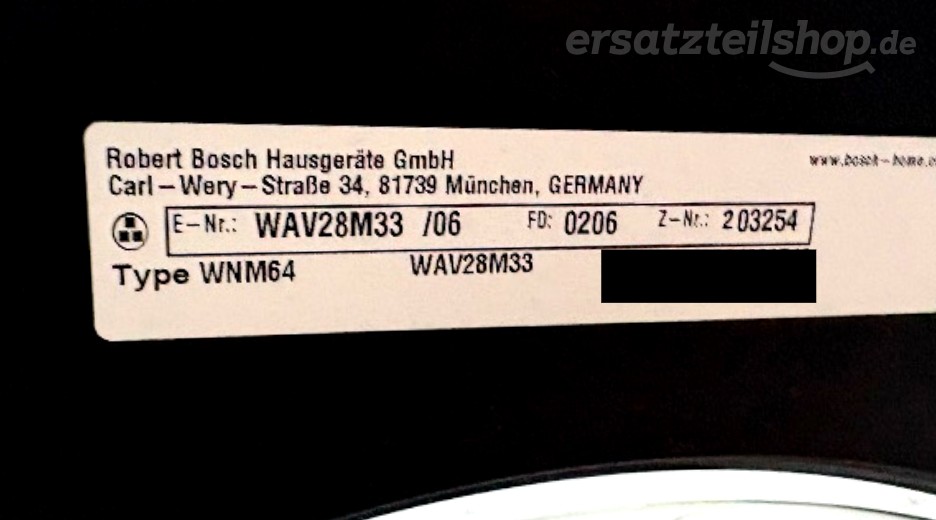 ersatzteilshop.de
Robert Bosch Hausgeräte GmbH
www.bosch-home.c
Carl-Wery-Straße 34, 81739 München, GERMANY
E-Nr.: WAV28M33 /06 FD: 0206 Z-Nr.: 203254
Type WNM64 WAV28M33